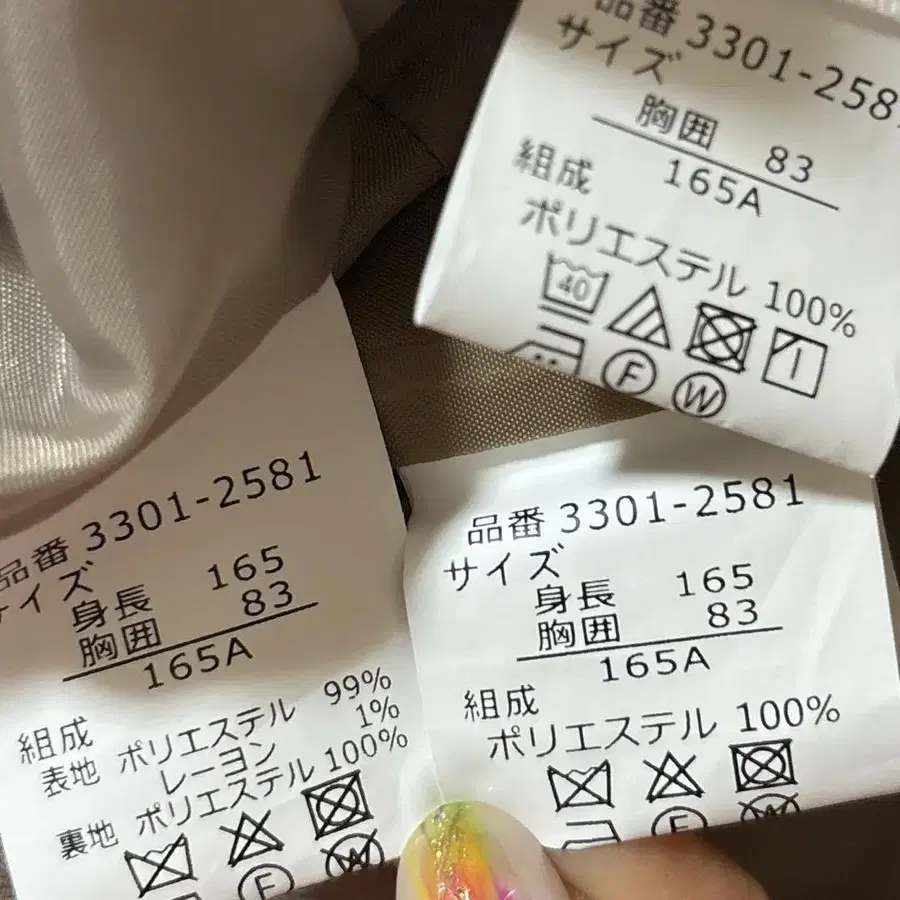 品番 3301-258
サイズ
胸囲 83
165A
組成
ポリエステル 100%
40
F
W
品番 3301-2581
イズ
身長 165
胸囲 83
165A
組成
表地 ポリエステル 99%
レーヨン 1%
裏地 ポリエステル 100%
F
W
品番 3301-2581
サイズ
身長 165
胸囲 83
165A
組成
ポリエステル 100%
F
W